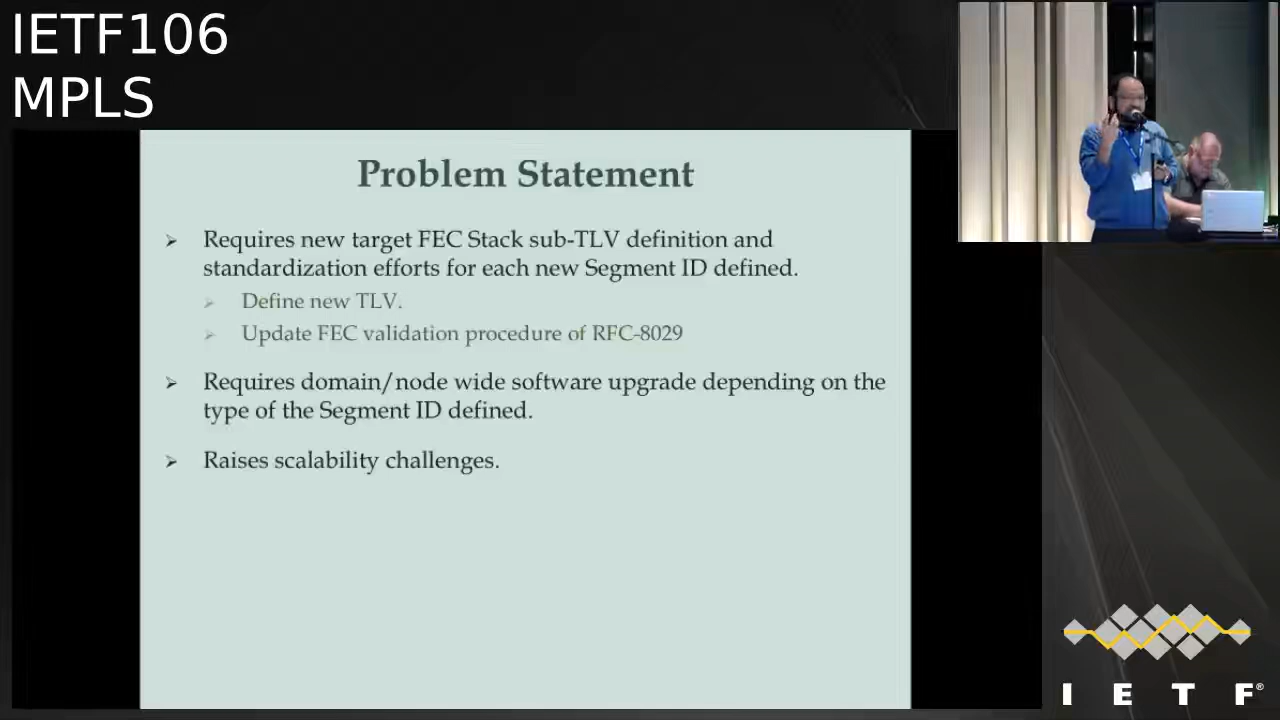 IETF106
MPLS
Problem Statement
➢ Requires new target FEC Stack sub-TLV definition and
standardization efforts for each new Segment ID defined.
➢ Define new TLV.
➢ Update FEC validation procedure of RFC-8029
➢ Requires domain/node wide software upgrade depending on the
type of the Segment ID defined.
➢ Raises scalability challenges.
I E T F®